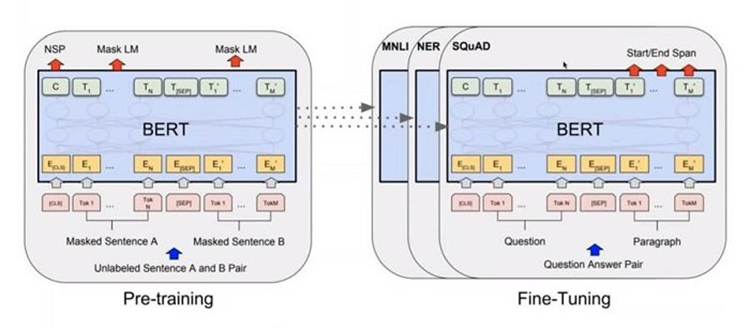 NSP Mask LM Mask LM
C T1 ... TN T[SEP] T1' ... TM'
BERT
E[CLS] E1 ... EN E[SEP] E1' ... EM'
[CLS] Tok 1 ... Tok N [SEP] Tok 1 ... TokM
Masked Sentence A Masked Sentence B
Unlabeled Sentence A and B Pair
Pre-training
MNLI NER SQuAD
Start/End Span
C T1 ... TN T[SEP] T1' ... TM'
BERT
E[CLS] E1 ... EN E[SEP] E1' ... EM'
[CLS] Tok 1 ... Tok N [SEP] Tok 1 ... TokM
Question Paragraph
Question Answer Pair
Fine-Tuning